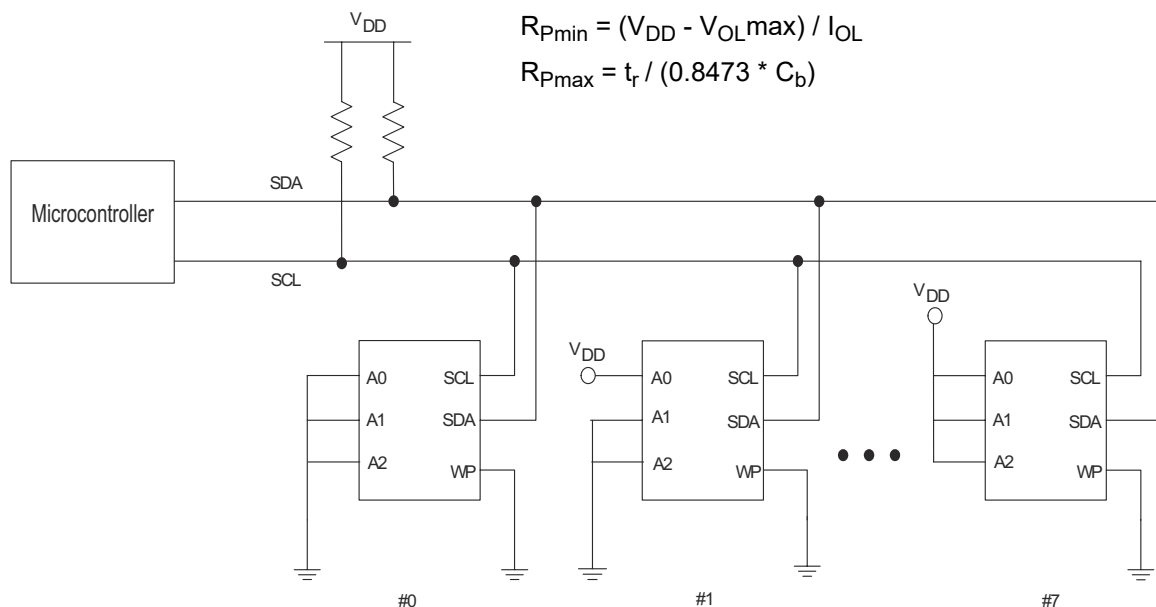 V_DD
R_Pmin = (V_DD - V_OLmax) / I_OL
R_Pmax = t_r / (0.8473 * C_b)
Microcontroller
SDA
SCL
V_DD
V_DD
A0
A1
A2
SCL
SDA
WP
A0
A1
A2
SCL
SDA
WP
A0
A1
A2
SCL
SDA
WP
#0
#1
#7